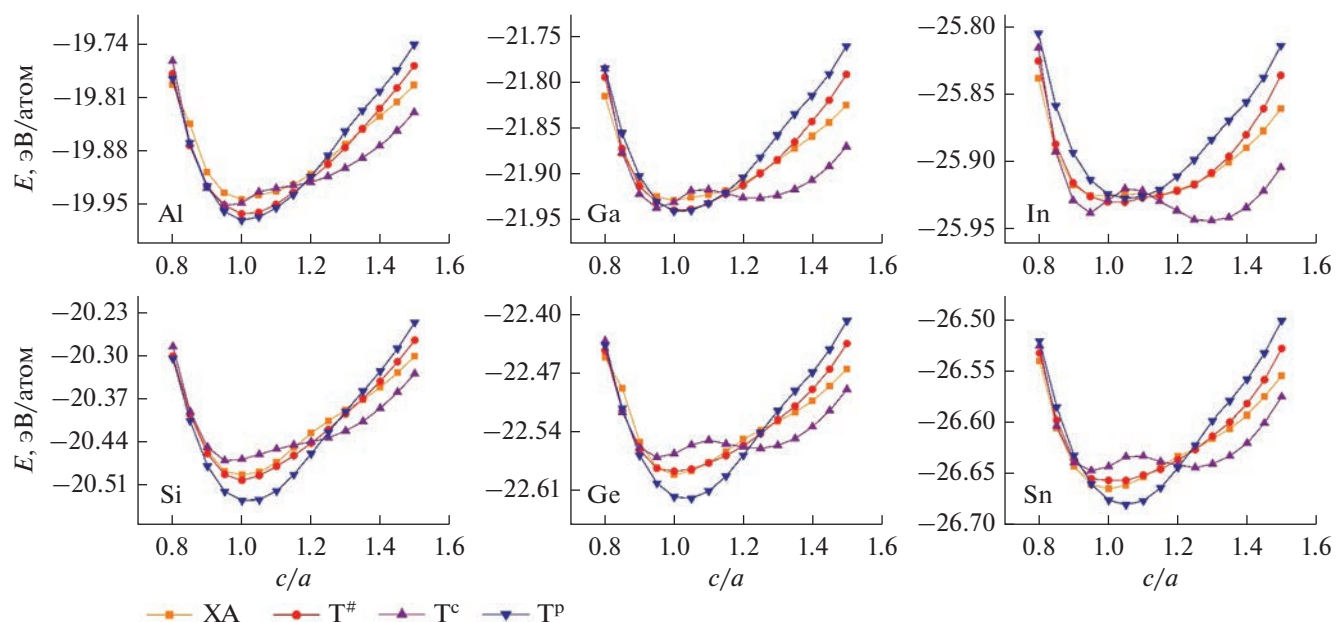 −19.74
−19.81
−19.88
−19.95
E, эВ/атом
Al
0.8 1.0 1.2 1.4 1.6
−21.75
−21.80
−21.85
−21.90
−21.95
Ga
0.8 1.0 1.2 1.4 1.6
−25.80
−25.85
−25.90
−25.95
In
0.8 1.0 1.2 1.4 1.6
−20.23
−20.30
−20.37
−20.44
−20.51
E, эВ/атом
Si
0.8 1.0 1.2 1.4 1.6
c/a
−22.40
−22.47
−22.54
−22.61
Ge
0.8 1.0 1.2 1.4 1.6
c/a
−26.50
−26.55
−26.60
−26.65
−26.70
Sn
0.8 1.0 1.2 1.4 1.6
c/a
XA T# Tc Tp